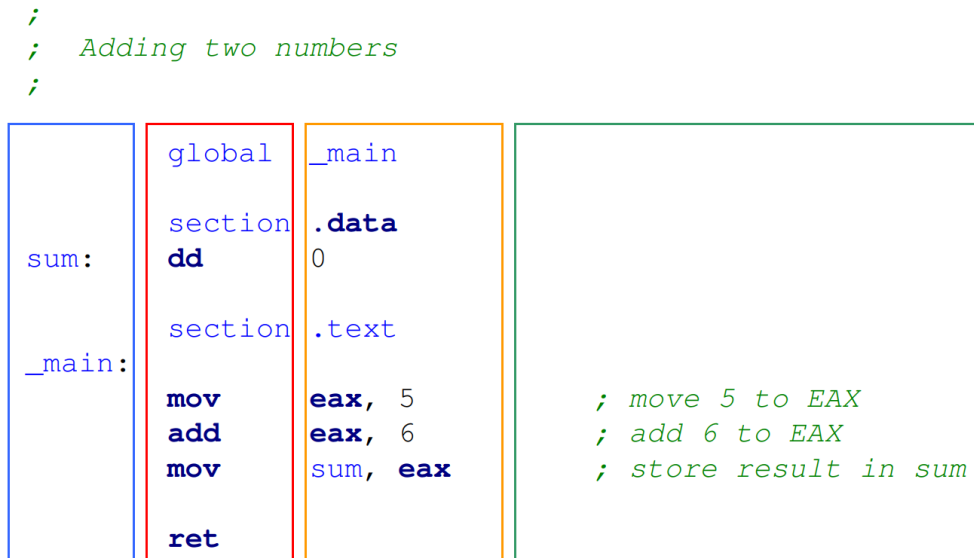 ;
; Adding two numbers
;
global _main
section .data
sum: dd 0
section .text
_main:
mov eax, 5 ; move 5 to EAX
add eax, 6 ; add 6 to EAX
mov sum, eax ; store result in sum
ret